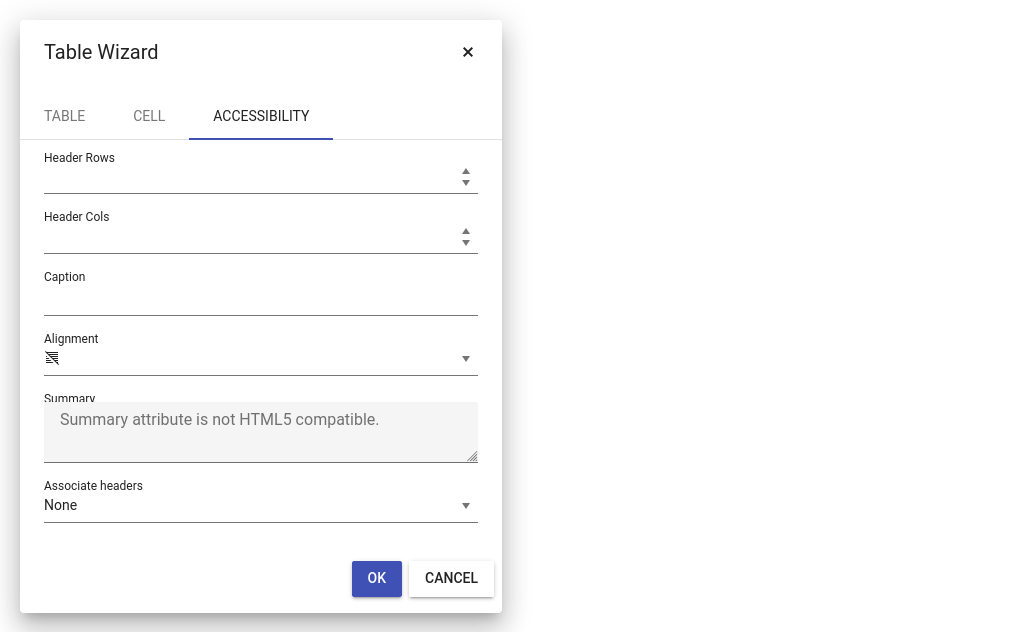 Table Wizard
×
TABLE CELL ACCESSIBILITY
Header Rows
Header Cols
Caption
Alignment
Summary
Summary attribute is not HTML5 compatible.
Associate headers
None
OK CANCEL